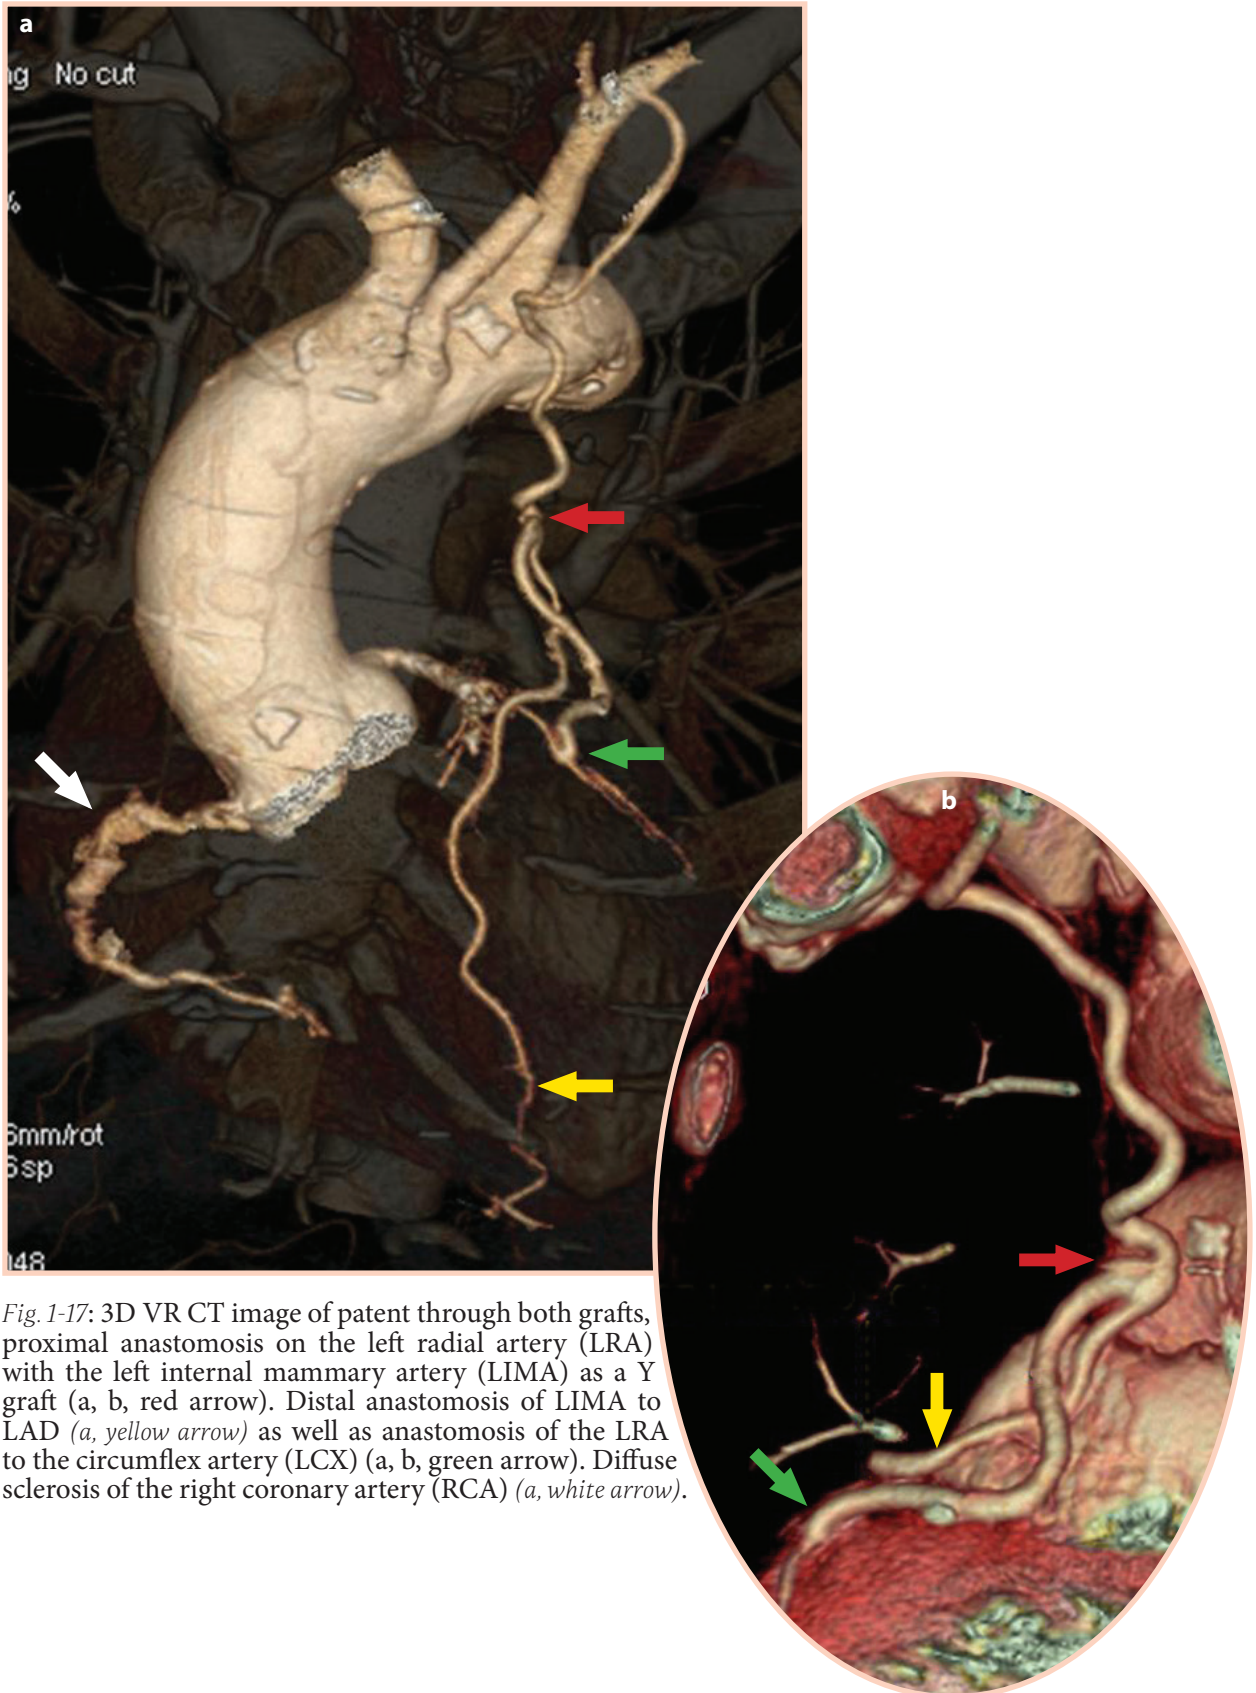 a
ng No cut
%
6mm/rot
6sp
048
b
Fig. 1-17: 3D VR CT image of patent through both grafts,
proximal anastomosis on the left radial artery (LRA)
with the left internal mammary artery (LIMA) as a Y
graft (a, b, red arrow). Distal anastomosis of LIMA to
LAD (a, yellow arrow) as well as anastomosis of the LRA
to the circumflex artery (LCX) (a, b, green arrow). Diffuse
sclerosis of the right coronary artery (RCA) (a, white arrow).